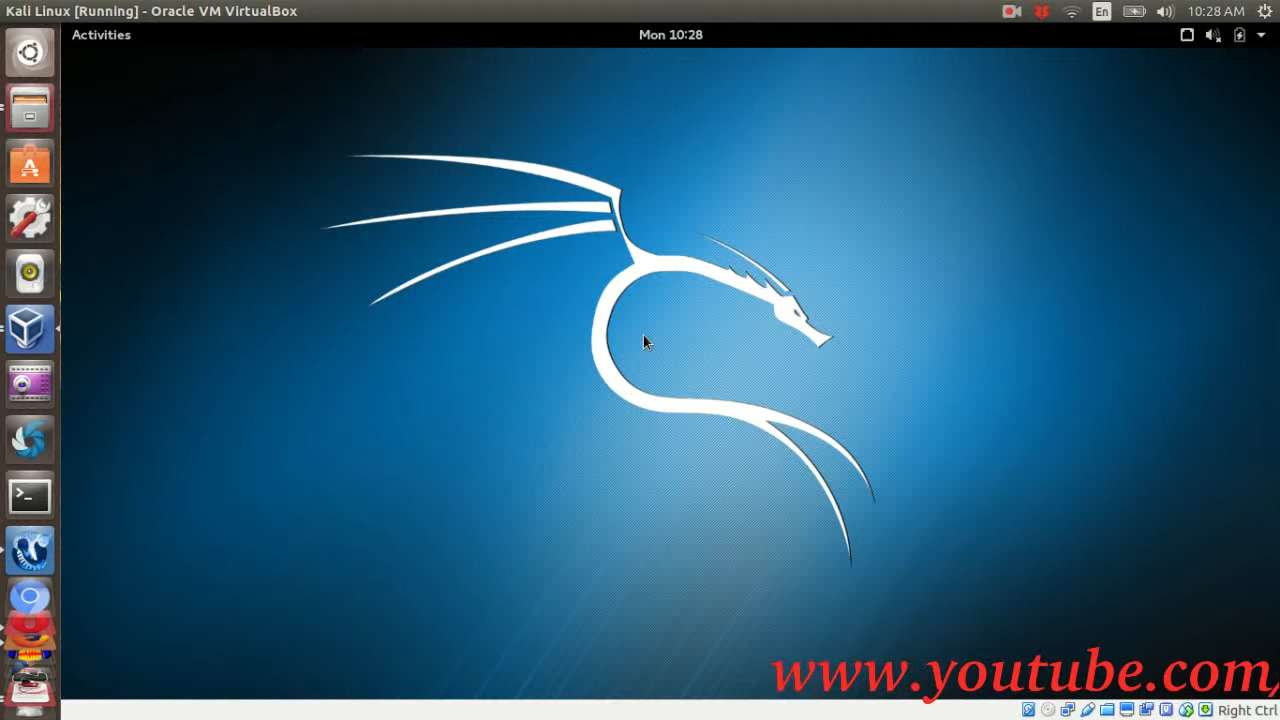 Kali Linux [Running] - Oracle VM VirtualBox
En
10:28 AM
Activities
Mon 10:28
www.youtube.com/
Right Ctrl